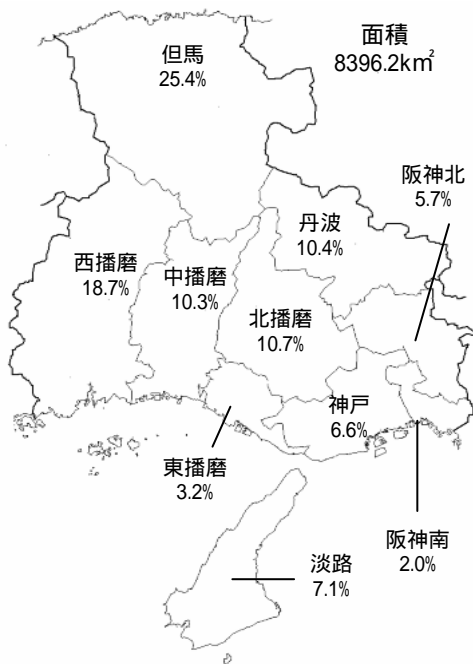 但馬
25.4%
面積
8396.2km²
阪神北
5.7%
丹波
10.4%
西播磨
18.7%
中播磨
10.3%
北播磨
10.7%
神戸
6.6%
東播磨
3.2%
阪神南
2.0%
淡路
7.1%